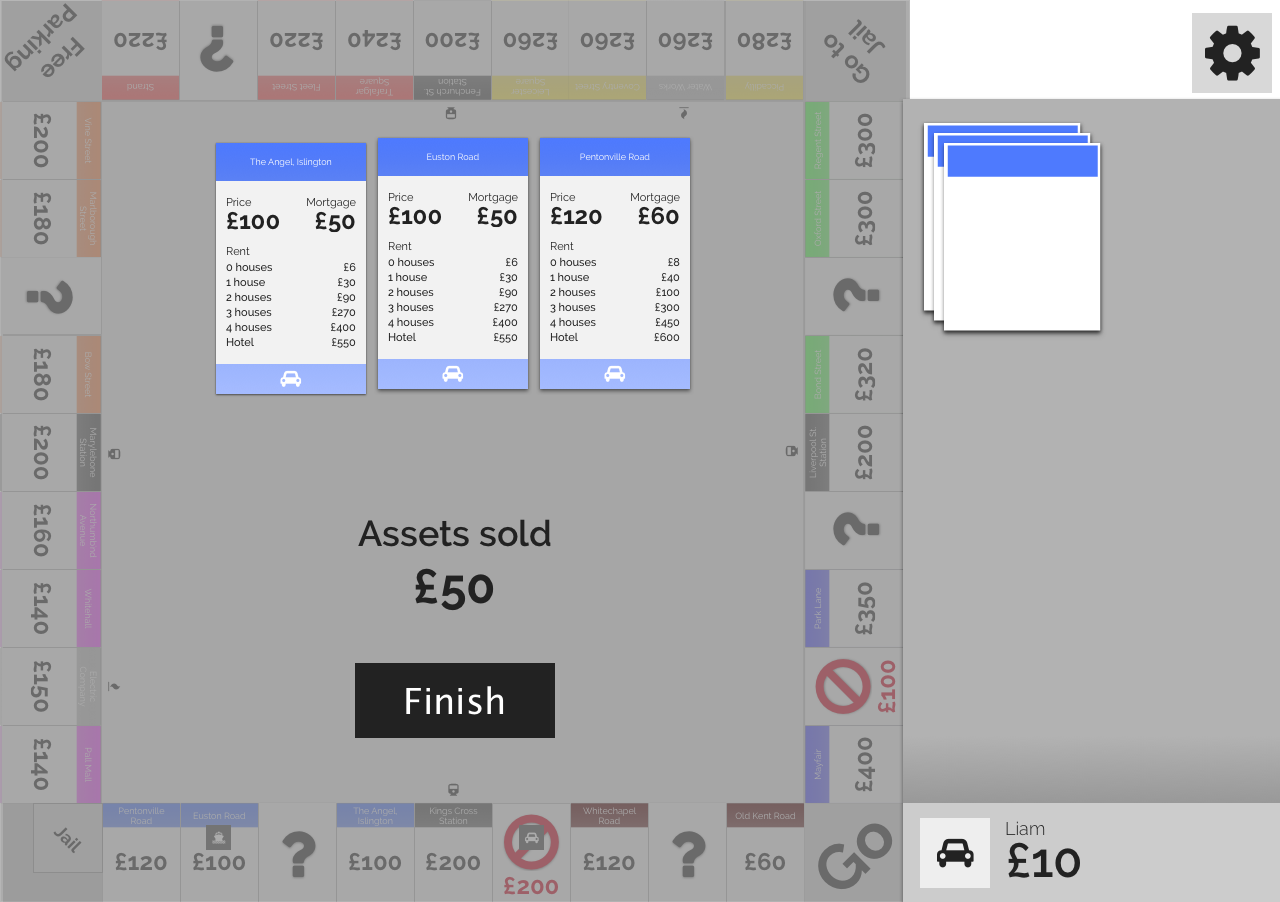 Free
Parking
£220
?
£220
£240
£200
£260
£260
£260
£280
Go to
Jail
Strand
Fleet Street
Trafalgar
Square
Fenchurch St
Station
Leicester
Square
Coventry Street
Water Works
Piccadilly
£200
Vine Street
£180
Marlborough
Street
?
£180
Bow Street
£200
Marylebone
Station
£160
Northumbrld
Avenue
£140
Whitehall
£150
Electric
Company
£140
Pall Mall
The Angel, Islington
Price Mortgage
£100 £50
Rent
0 houses £6
1 house £30
2 houses £90
3 houses £270
4 houses £400
Hotel £550
Euston Road
Price Mortgage
£100 £50
Rent
0 houses £6
1 house £30
2 houses £90
3 houses £270
4 houses £400
Hotel £550
Pentonville Road
Price Mortgage
£120 £60
Rent
0 houses £8
1 house £40
2 houses £100
3 houses £300
4 houses £450
Hotel £600
Assets sold
£50
Finish
Regent Street
£300
Oxford Street
£300
?
Bond Street
£320
Liverpool St.
Station
£200
?
Park Lane
£350
£100
Mayfair
£400
Jail
Pentonville
Road
£120
Euston Road
£100
?
The Angel,
Islington
£100
Kings Cross
Station
£200
£200
Whitechapel
Road
£120
?
Old Kent Road
£60
GO
Liam
£10